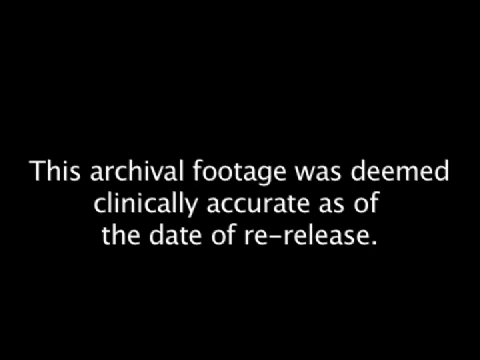 This archival footage was deemed
clinically accurate as of
the date of re-release.